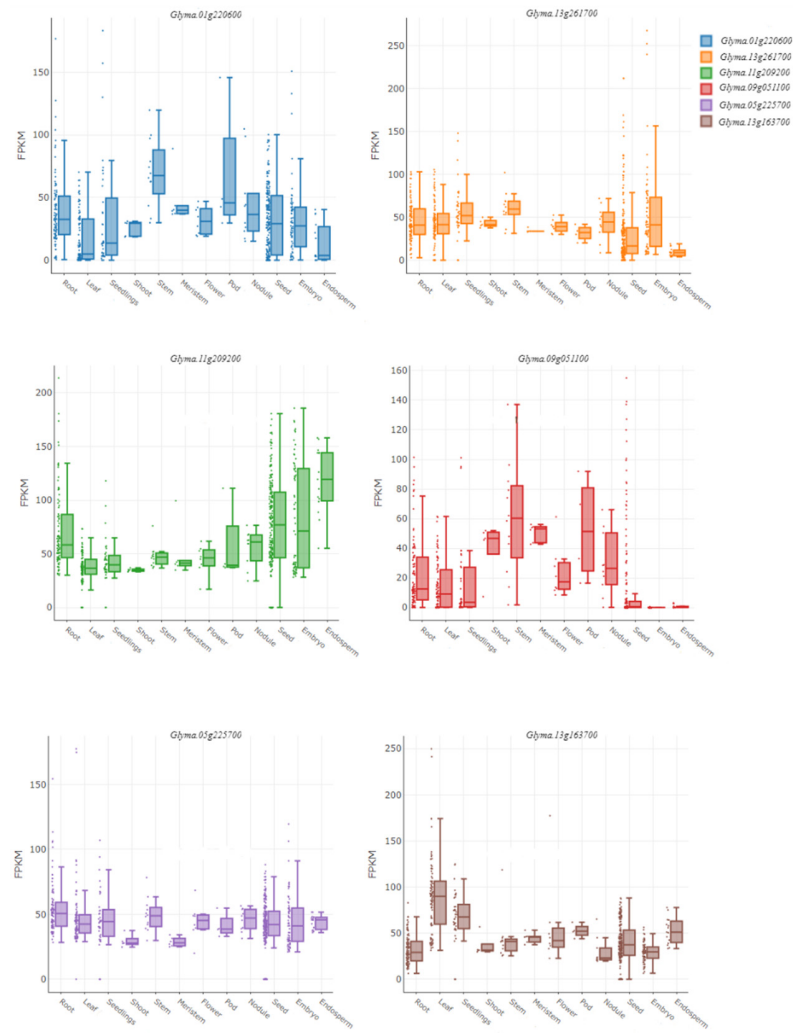 Glyma.01g220600
FPKM
150
100
50
0
Root Leaf Seedlings Shoot Stem Meristem Flower Pod Nodule Seed Embryo Endosperm
Glyma.13g261700
250
200
150
100
50
0
Root Leaf Seedlings Shoot Stem Meristem Flower Pod Nodule Seed Embryo Endosperm
Glyma.01g220600
Glyma.13g261700
Glyma.11g209200
Glyma.09g051100
Glyma.05g225700
Glyma.13g163700
Glyma.11g209200
FPKM
200
150
100
50
0
Root Leaf Seedlings Shoot Stem Meristem Flower Pod Nodule Seed Embryo Endosperm
Glyma.09g051100
FPKM
160
140
120
100
80
60
40
20
0
Root Leaf Seedlings Shoot Stem Meristem Flower Pod Nodule Seed Embryo Endosperm
Glyma.05g225700
FPKM
150
100
50
0
Root Leaf Seedlings Shoot Stem Meristem Flower Pod Nodule Seed Embryo Endosperm
Glyma.13g163700
FPKM
250
200
150
100
50
0
Root Leaf Seedlings Shoot Stem Meristem Flower Pod Nodule Seed Embryo Endosperm